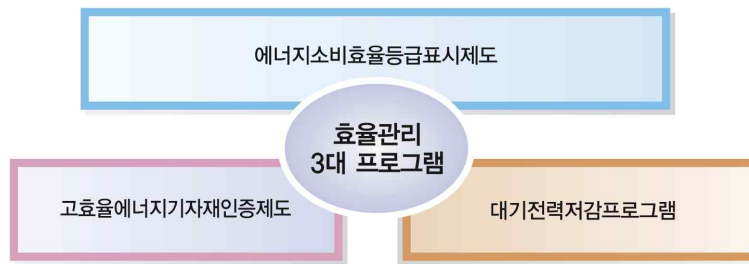 에너지소비효율등급표시제도
효율관리
3대 프로그램
고효율에너지기자재인증제도
대기전력저감프로그램